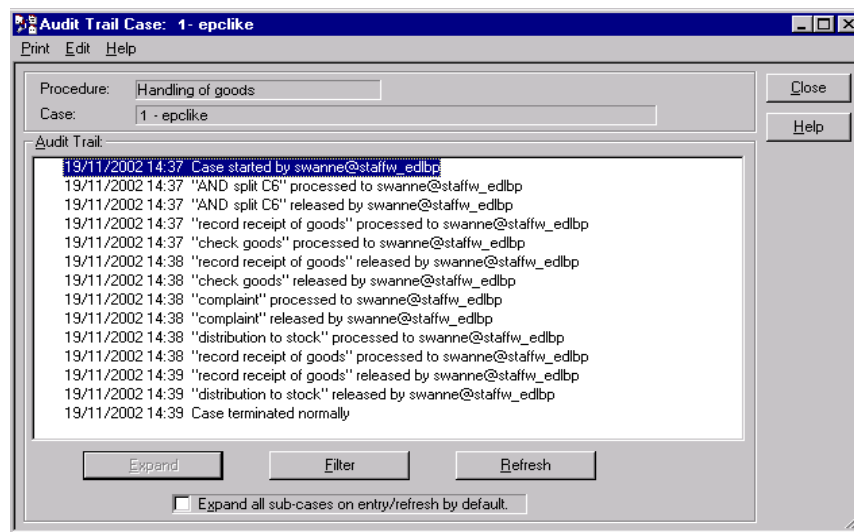 Audit Trail Case: 1- epclike
Print Edit Help
Procedure: Handling of goods
Close
Case: 1 - epclike
Help
Audit Trail:
19/11/2002 14:37 Case started by swanne@staffw_edlbp
19/11/2002 14:37 "AND split C6" processed to swanne@staffw_edlbp
19/11/2002 14:37 "AND split C6" released by swanne@staffw_edlbp
19/11/2002 14:37 "record receipt of goods" processed to swanne@staffw_edlbp
19/11/2002 14:37 "check goods" processed to swanne@staffw_edlbp
19/11/2002 14:38 "record receipt of goods" released by swanne@staffw_edlbp
19/11/2002 14:38 "check goods" released by swanne@staffw_edlbp
19/11/2002 14:38 "complaint" processed to swanne@staffw_edlbp
19/11/2002 14:38 "complaint" released by swanne@staffw_edlbp
19/11/2002 14:38 "distribution to stock" processed to swanne@staffw_edlbp
19/11/2002 14:38 "record receipt of goods" processed to swanne@staffw_edlbp
19/11/2002 14:39 "record receipt of goods" released by swanne@staffw_edlbp
19/11/2002 14:39 "distribution to stock" released by swanne@staffw_edlbp
19/11/2002 14:39 Case terminated normally
Expand Filter Refresh
Expand all sub-cases on entry/refresh by default.